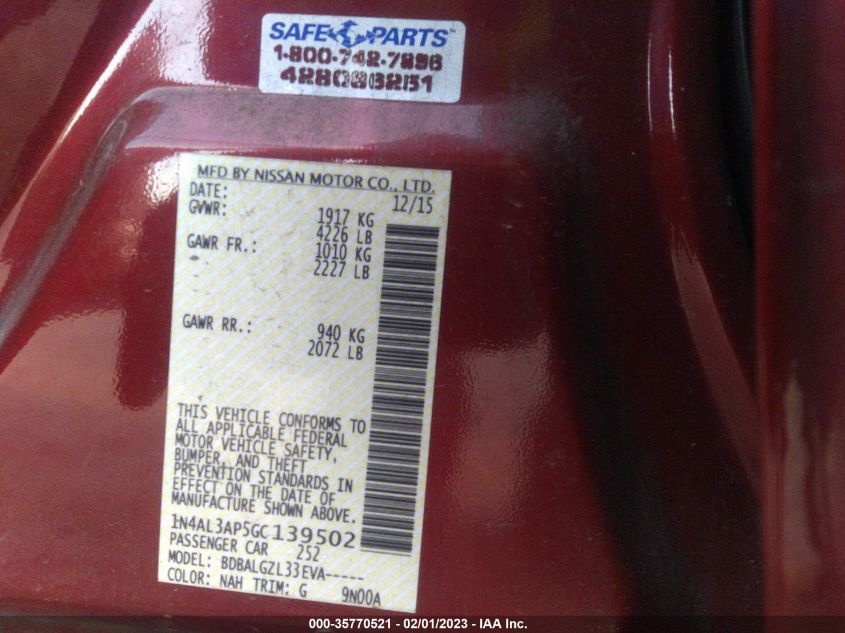 SAFE PARTS
1-800-742-7296
428086251
MFD BY NISSAN MOTOR CO., LTD.
DATE: 12/15
GVWR: 1917 KG
4226 LB
GAWR FR.: 1010 KG
2227 LB
GAWR RR.: 940 KG
2072 LB
THIS VEHICLE CONFORMS TO
ALL APPLICABLE FEDERAL
MOTOR VEHICLE SAFETY,
BUMPER, AND THEFT
PREVENTION STANDARDS IN
EFFECT ON THE DATE OF
MANUFACTURE SHOWN ABOVE.
1N4AL3AP5GC139502
PASSENGER CAR 252
MODEL: BDBALGZL33EVA-----
COLOR: NAH TRIM: G 9N00A
000-35770521 - 02/01/2023 - IAA Inc.